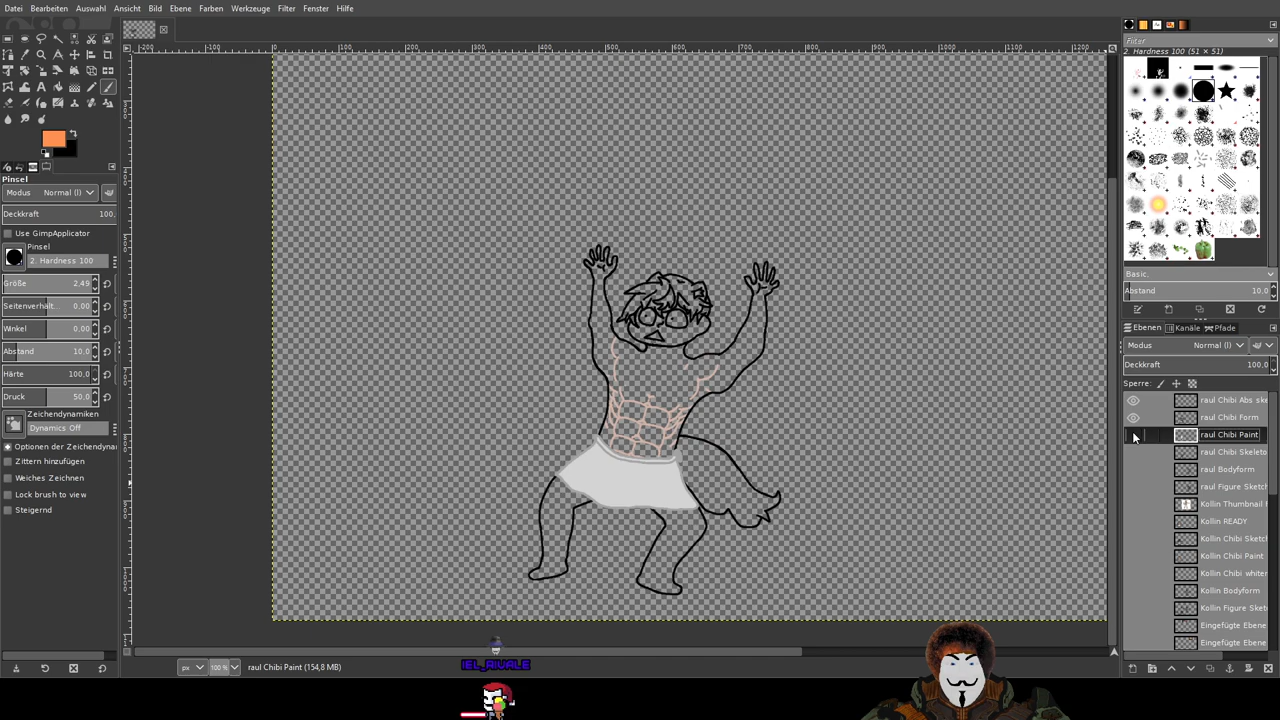 Datei Bearbeiten Auswahl Ansicht Bild Ebene Farben Werkzeuge Filter Fenster Hilfe
Pinsel
Modus Normal (l)
Deckkraft 100,
Use GimpApplicator
Pinsel
2. Hardness 100
Größe 2,49
Seitenverhält... 0,00
Winkel 0,00
Abstand 10,0
Härte 100,0
Druck 50,0
Zeichendynamiken
Dynamics Off
Optionen der Zeichendyna
Zittern hinzufügen
Weiches Zeichnen
Lock brush to view
Steigernd
px 100 % raul Chibi Paint (154,8 MB)
IEL_RIVALE
Filter
2. Hardness 100 (51 × 51)
Basic,
Abstand 10,0
Ebenen Kanäle Pfade
Modus Normal (l)
Deckkraft 100,0
Sperre:
raul Chibi Abs ske
raul Chibi Form
raul Chibi Paint
raul Chibi Skeleto
raul Bodyform
raul Figure Sketch
Kollin Thumbnail
Kollin READY
Kollin Chibi Sketch
Kollin Chibi Paint
Kollin Chibi whiter
Kollin Bodyform
Kollin Figure Sketc
Eingefügte Ebene
Eingefügte Ebene